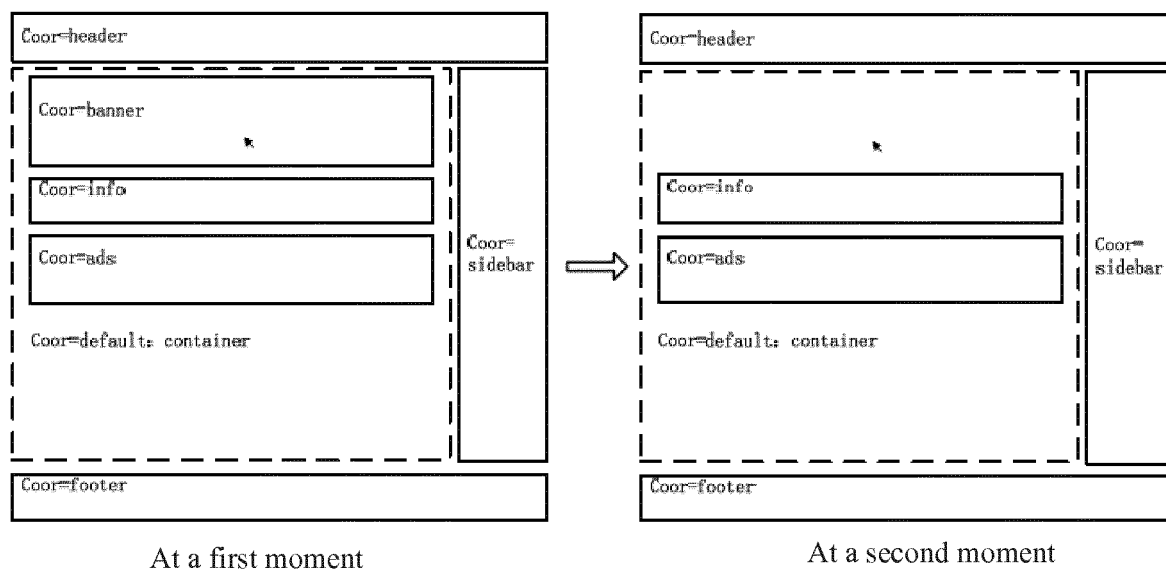 Coor=header
Coor=banner
Coor=info
Coor=ads
Coor=
sidebar
Coor=default: container
Coor=footer
At a first moment
Coor=header
Coor=info
Coor=ads
Coor=
sidebar
Coor=default: container
Coor=footer
At a second moment